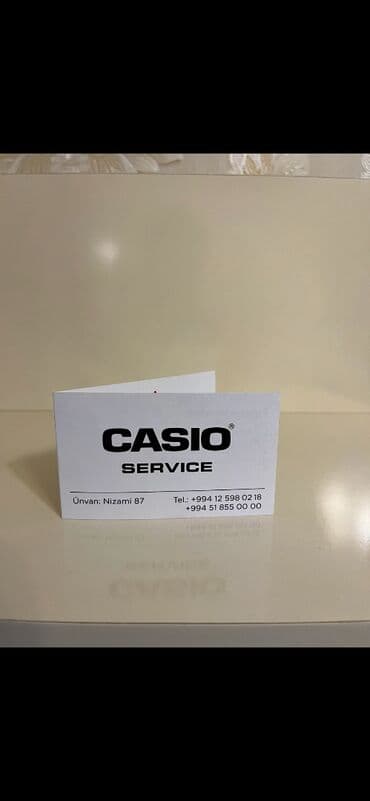 CASIO®
SERVICE
Ünvan: Nizami 87 Tel.: +994 12 598 02 18
+994 51 855 00 00